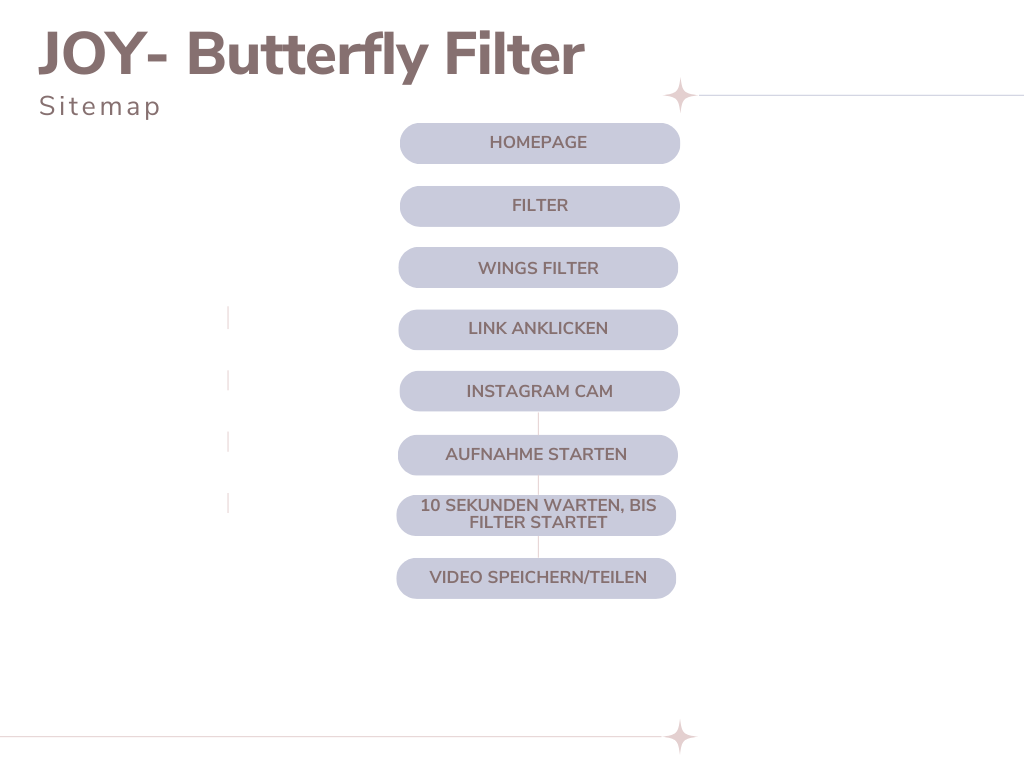 JOY- Butterfly Filter
Sitemap
HOMEPAGE
FILTER
WINGS FILTER
LINK ANKLICKEN
INSTAGRAM CAM
AUFNAHME STARTEN
10 SEKUNDEN WARTEN, BIS
FILTER STARTET
VIDEO SPEICHERN/TEILEN